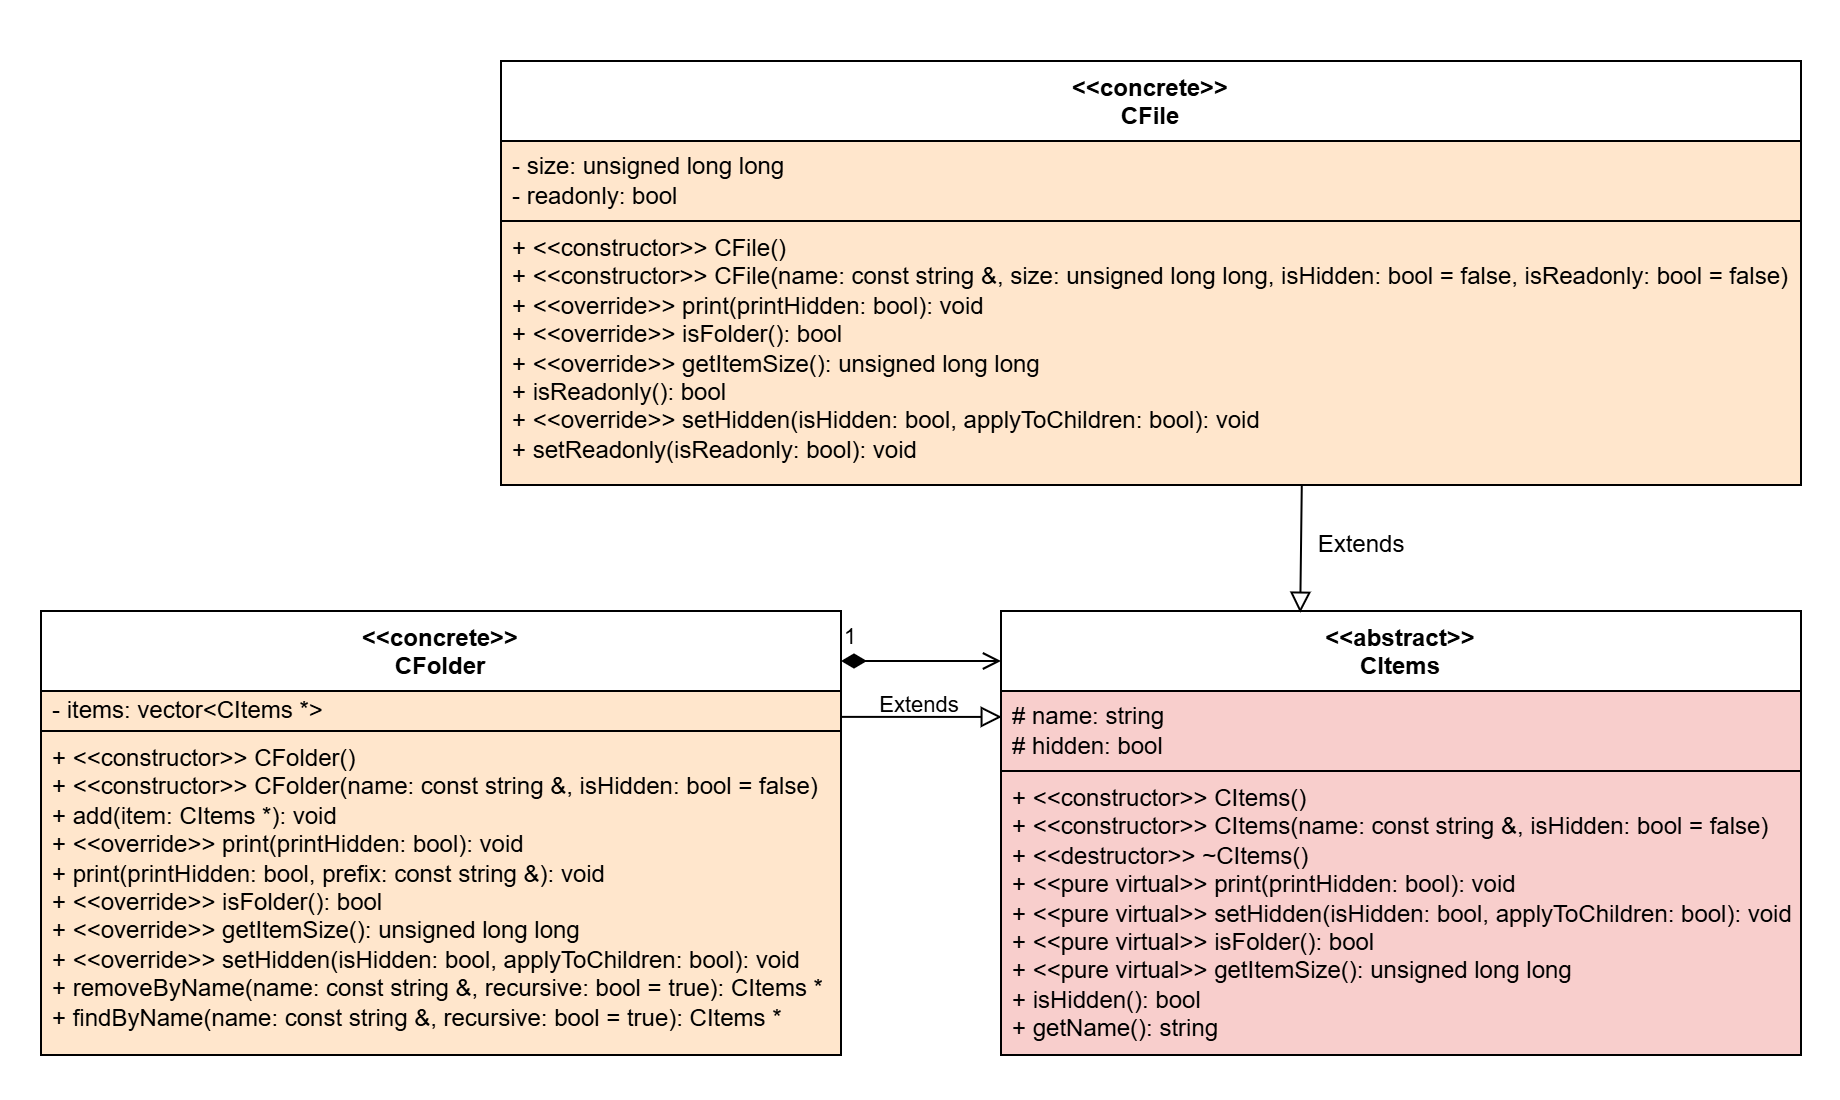 <<concrete>>
CFile
- size: unsigned long long
- readonly: bool
+ <<constructor>> CFile()
+ <<constructor>> CFile(name: const string &, size: unsigned long long, isHidden: bool = false, isReadonly: bool = false)
+ <<override>> print(printHidden: bool): void
+ <<override>> isFolder(): bool
+ <<override>> getItemSize(): unsigned long long
+ isReadonly(): bool
+ <<override>> setHidden(isHidden: bool, applyToChildren: bool): void
+ setReadonly(isReadonly: bool): void
Extends
<<concrete>>
CFolder
- items: vector<CItems *>
+ <<constructor>> CFolder()
+ <<constructor>> CFolder(name: const string &, isHidden: bool = false)
+ add(item: CItems *): void
+ <<override>> print(printHidden: bool): void
+ print(printHidden: bool, prefix: const string &): void
+ <<override>> isFolder(): bool
+ <<override>> getItemSize(): unsigned long long
+ <<override>> setHidden(isHidden: bool, applyToChildren: bool): void
+ removeByName(name: const string &, recursive: bool = true): CItems *
+ findByName(name: const string &, recursive: bool = true): CItems *
1
Extends
<<abstract>>
CItems
# name: string
# hidden: bool
+ <<constructor>> CItems()
+ <<constructor>> CItems(name: const string &, isHidden: bool = false)
+ <<destructor>> ~CItems()
+ <<pure virtual>> print(printHidden: bool): void
+ <<pure virtual>> setHidden(isHidden: bool, applyToChildren: bool): void
+ <<pure virtual>> isFolder(): bool
+ <<pure virtual>> getItemSize(): unsigned long long
+ isHidden(): bool
+ getName(): string